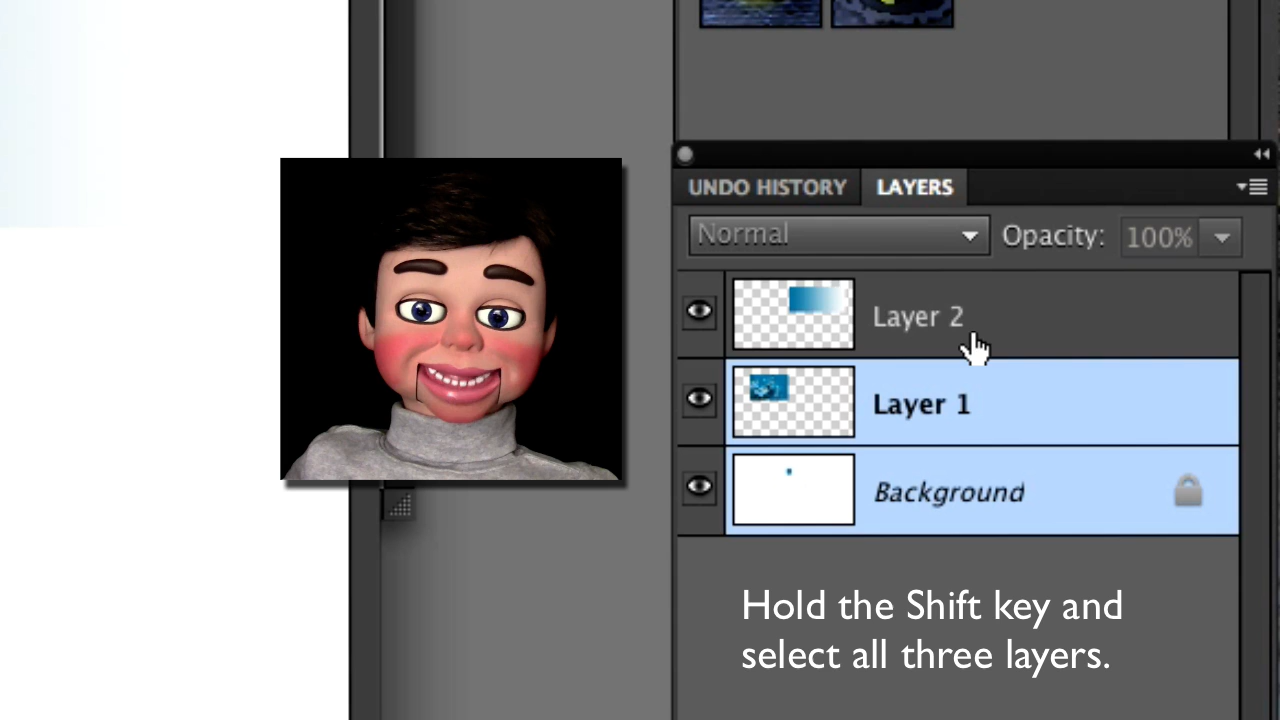 UNDO HISTORY LAYERS
Normal Opacity: 100%
Layer 2
Layer 1
Background
Hold the Shift key and
select all three layers.